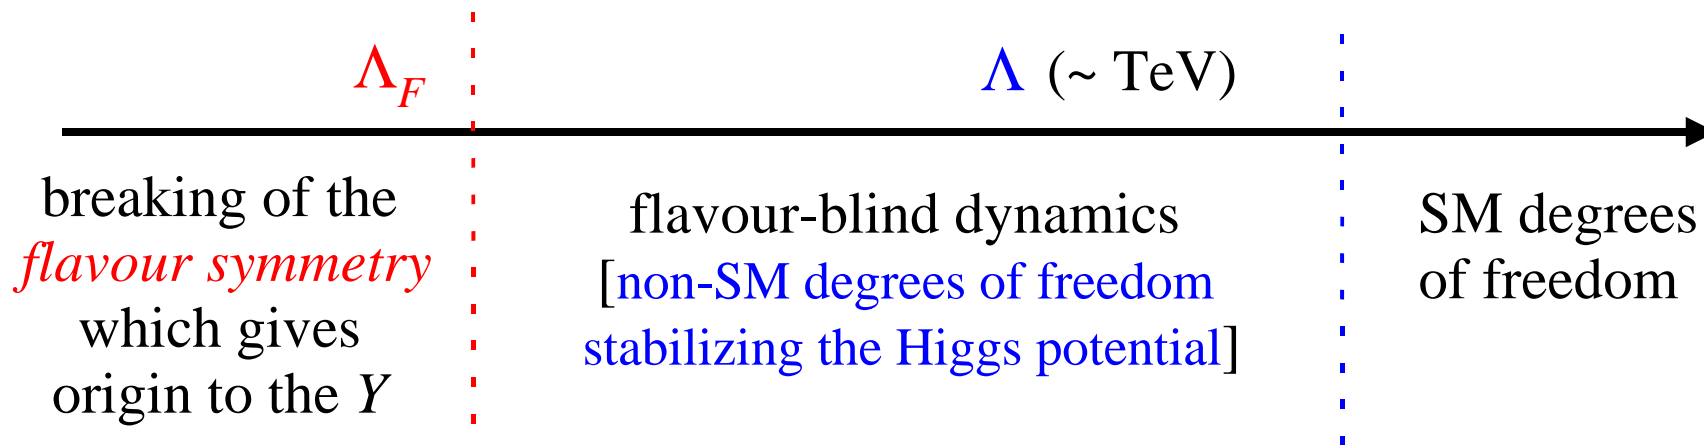 Λ_F
Λ (~ TeV)
breaking of the
flavour symmetry
which gives
origin to the Y
flavour-blind dynamics
[non-SM degrees of freedom
stabilizing the Higgs potential]
SM degrees
of freedom